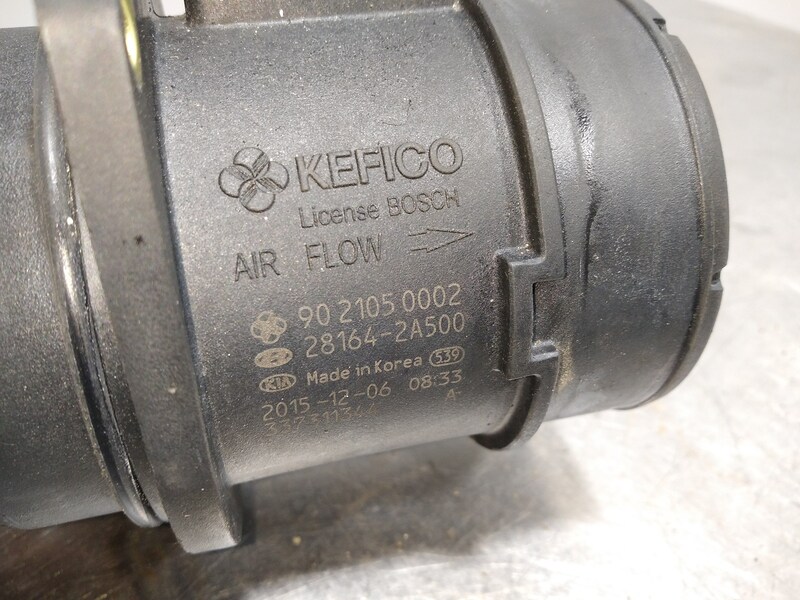 KEFICO
License BOSCH
AIR FLOW
90 2105 0002
28164-2A500
KIA Made in Korea 539
2015-12-06 08:33
A-